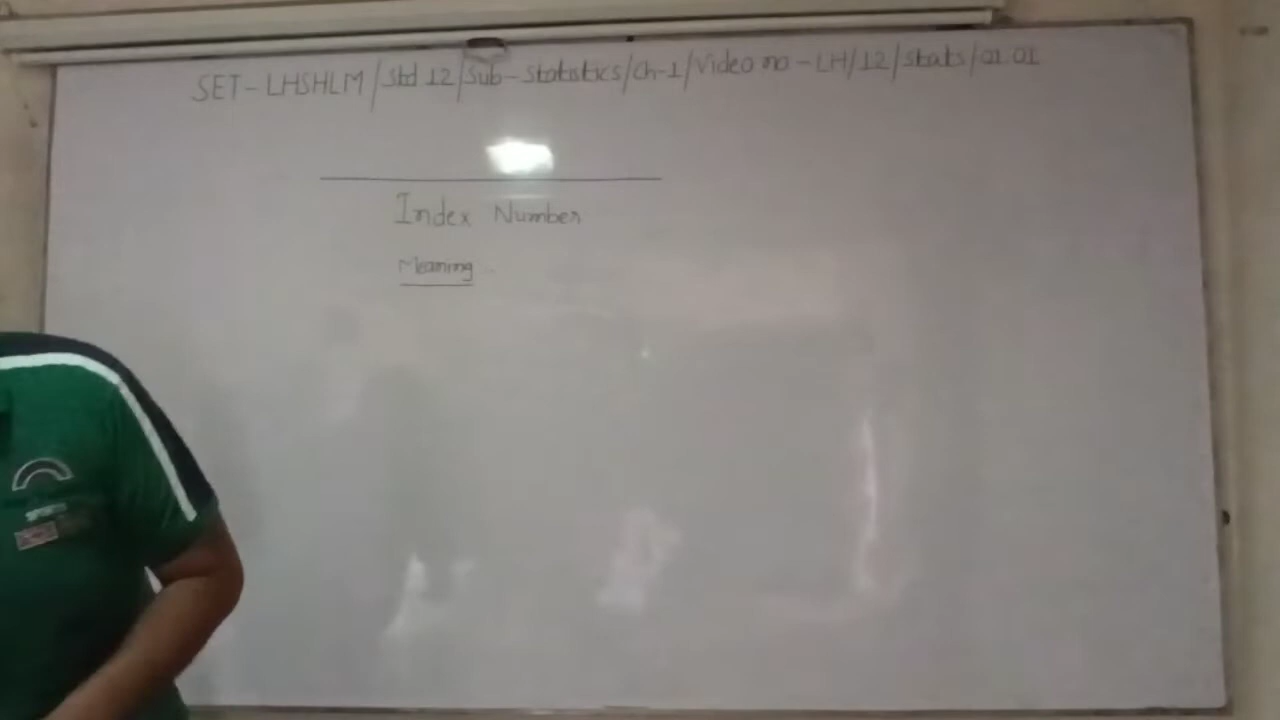 SET-LHSHLM/Std 12/Sub-Statistics/Ch-1/Video no-LH/12/Stats/01.01
Index Number
Meaning